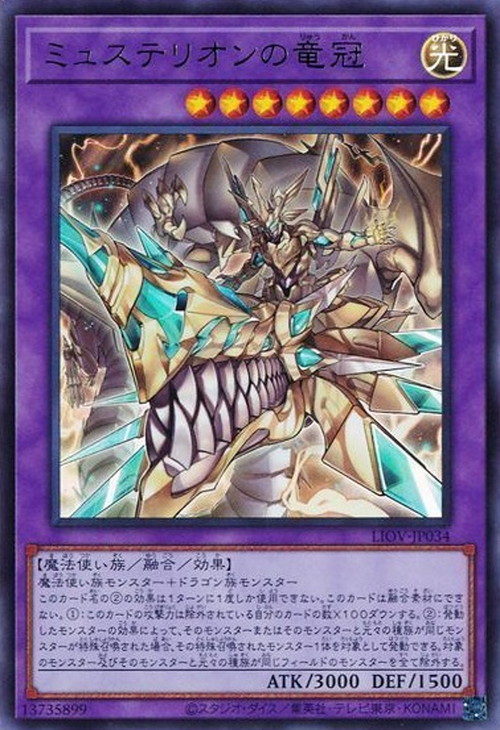 ミュステリオンの竜冠
りゅう かん
光
ひかり
LIOV-JP034
【魔法使い族／融合／効果】
魔法使い族モンスター＋ドラゴン族モンスター
このカード名の②の効果は1ターンに1度しか使用できない。このカードは融合素材にで
きない。①：このカードの攻撃力は除外されている自分のカードの数×100ダウンする。②：発動
したモンスターの効果によって、そのモンスターまたはそのモンスターと元々の種族が同じモン
スターが特殊召喚された場合、その特殊召喚したモンスター1体を対象として発動できる。対象
のモンスター及びそのモンスターと元々の種族が同じフィールドのモンスターを全て除外する。
ATK/3000 DEF/1500
13735899
©スタジオ・ダイス／集英社・テレビ東京・KONAMI